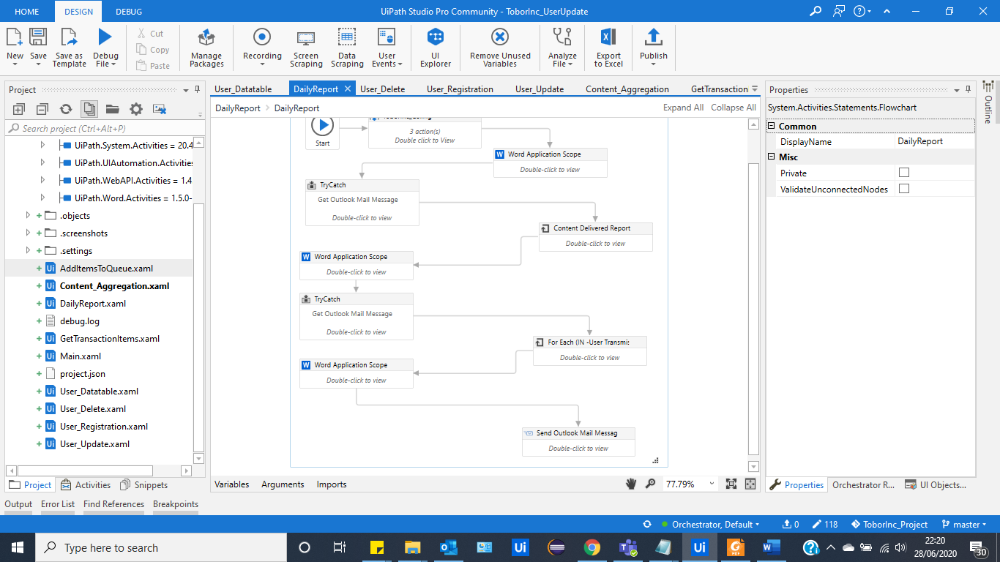 HOME
DESIGN
DEBUG
UiPath Studio Pro Community - ToborInc_UserUpdate
New
Save
Save as
Template
Debug
File
Cut
Copy
Paste
Manage
Packages
Recording
Screen
Scraping
Data
Scraping
User
Events
UI
Explorer
Remove Unused
Variables
Analyze
File
Export
to Excel
Publish
Project
Search project (Ctrl+Alt+P)
UiPath.System.Activities = 20.4
UiPath.UIAutomation.Activities
UiPath.WebAPI.Activities = 1.4
UiPath.Word.Activities = 1.5.0-
.objects
.screenshots
.settings
AddItemsToQueue.xaml
Content_Aggregation.xaml
DailyReport.xaml
debug.log
GetTransactionItems.xaml
Main.xaml
project.json
User_Datatable.xaml
User_Delete.xaml
User_Registration.xaml
User_Update.xaml
Project
Activities
Snippets
User_Datatable
DailyReport
User_Delete
User_Registration
User_Update
Content_Aggregation
GetTransaction
DailyReport > DailyReport
Expand All
Collapse All
Start
3 action(s)
Double click to View
Word Application Scope
Double-click to view
TryCatch
Get Outlook Mail Message
Double-click to view
Content Delivered Report
Double-click to view
Word Application Scope
Double-click to view
TryCatch
Get Outlook Mail Message
Double-click to view
For Each (IN -User Transmi
Double-click to view
Word Application Scope
Double-click to view
Send Outlook Mail Messag
Double-click to view
Variables
Arguments
Imports
77.79%
Properties
System.Activities.Statements.Flowchart
Common
DisplayName
DailyReport
Misc
Private
ValidateUnconnectedNodes
Outline
Properties
Orchestrator R...
UI Objects...
Output
Error List
Find References
Breakpoints
Orchestrator, Default
0
118
ToborInc_Project
master
Type here to search
22:20
28/06/2020
30